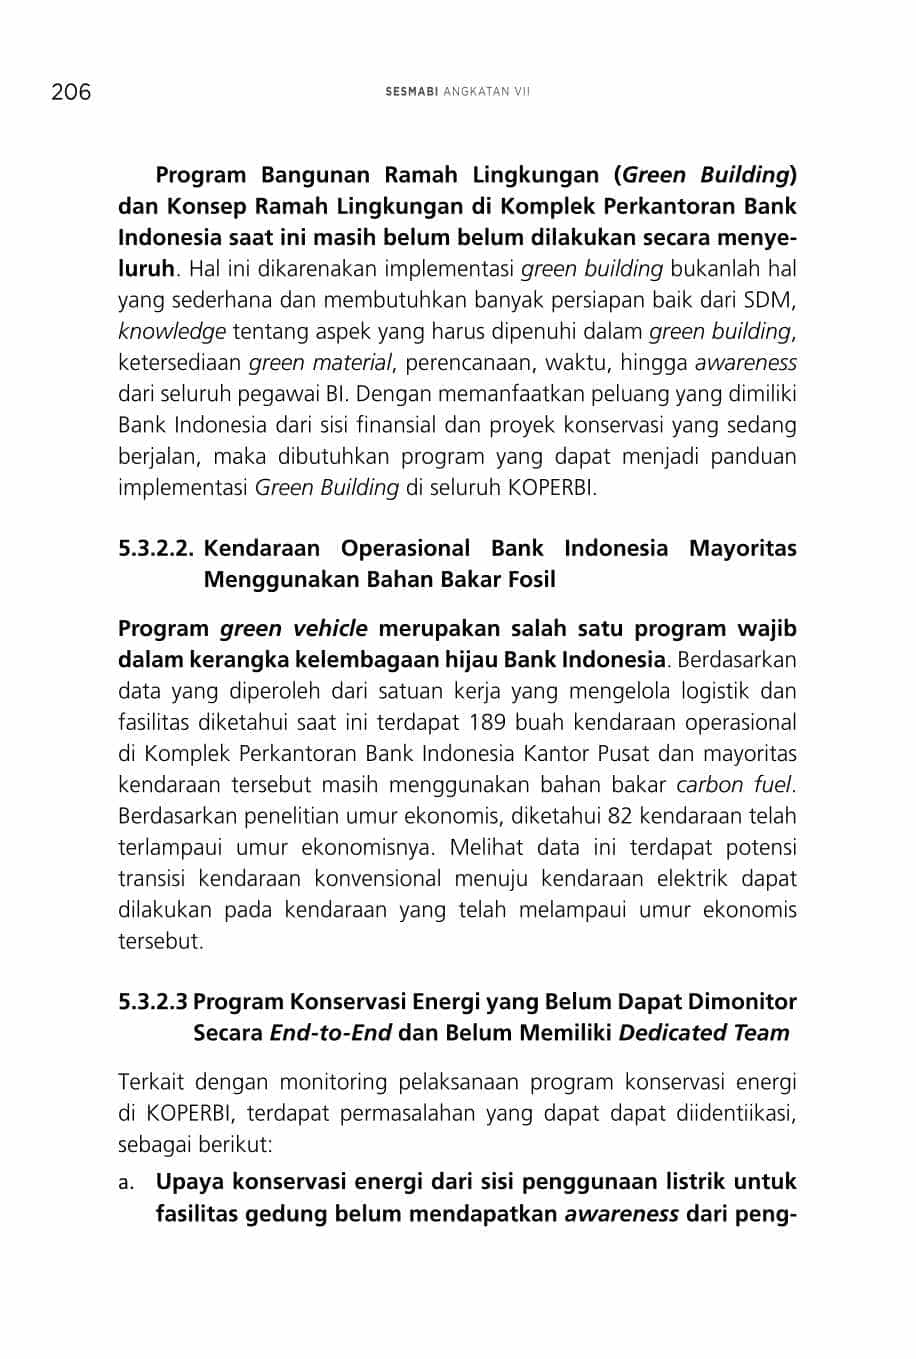 206
SESMABI ANGKATAN VII
Program Bangunan Ramah Lingkungan (Green Building)
dan Konsep Ramah Lingkungan di Komplek Perkantoran Bank
Indonesia saat ini masih belum belum dilakukan secara menye-
luruh. Hal ini dikarenakan implementasi green building bukanlah hal
yang sederhana dan membutuhkan banyak persiapan baik dari SDM,
knowledge tentang aspek yang harus dipenuhi dalam green building,
ketersediaan green material, perencanaan, waktu, hingga awareness
dari seluruh pegawai BI. Dengan memanfaatkan peluang yang dimiliki
Bank Indonesia dari sisi finansial dan proyek konservasi yang sedang
berjalan, maka dibutuhkan program yang dapat menjadi panduan
implementasi Green Building di seluruh KOPERBI.
5.3.2.2. Kendaraan Operasional Bank Indonesia Mayoritas
Menggunakan Bahan Bakar Fosil
Program green vehicle merupakan salah satu program wajib
dalam kerangka kelembagaan hijau Bank Indonesia. Berdasarkan
data yang diperoleh dari satuan kerja yang mengelola logistik dan
fasilitas diketahui saat ini terdapat 189 buah kendaraan operasional
di Komplek Perkantoran Bank Indonesia Kantor Pusat dan mayoritas
kendaraan tersebut masih menggunakan bahan bakar carbon fuel.
Berdasarkan penelitian umur ekonomis, diketahui 82 kendaraan telah
terlampaui umur ekonomisnya. Melihat data ini terdapat potensi
transisi kendaraan konvensional menuju kendaraan elektrik dapat
dilakukan pada kendaraan yang telah melampaui umur ekonomis
tersebut.
5.3.2.3 Program Konservasi Energi yang Belum Dapat Dimonitor
Secara End-to-End dan Belum Memiliki Dedicated Team
Terkait dengan monitoring pelaksanaan program konservasi energi
di KOPERBI, terdapat permasalahan yang dapat dapat diidentiikasi,
sebagai berikut:
a. Upaya konservasi energi dari sisi penggunaan listrik untuk
fasilitas gedung belum mendapatkan awareness dari peng-